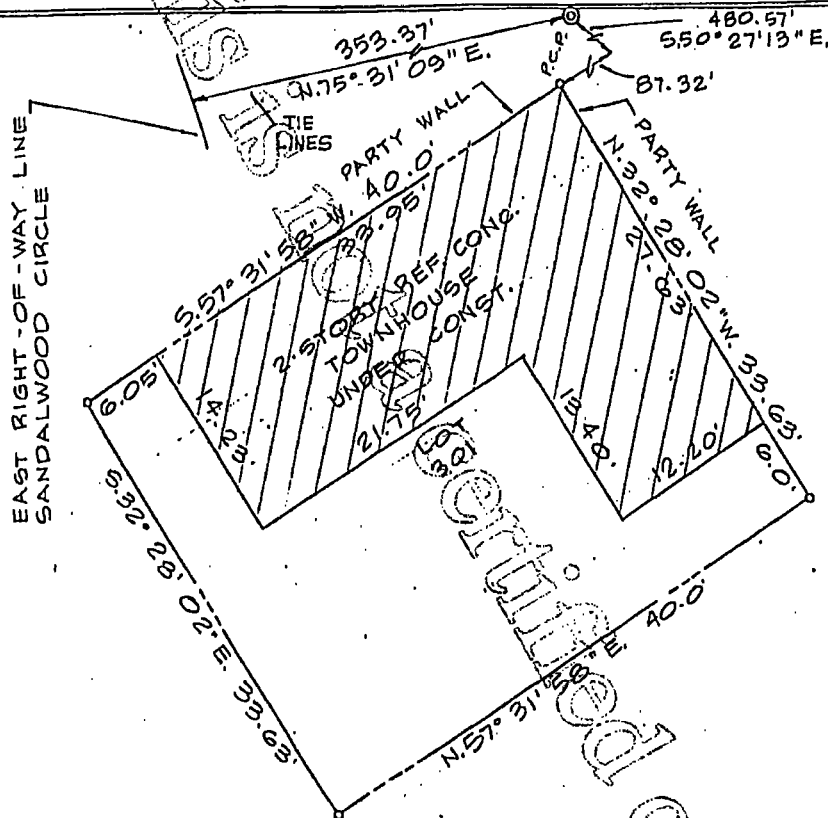 353.37'
N.75° 31' 09" E.
480.57'
S.50° 27' 13" E.
P.C.P.
87.32'
TIE
LINES
EAST RIGHT-OF-WAY LINE
SANDALWOOD CIRCLE
PARTY WALL
PARTY WALL
S.57° 31' 58" W. 40.0'
33.95'
N.32° 28' 02" W. 33.63'
27.63'
2-STORY REF. CONC.
TOWNHOUSE
UNDER CONST.
6.05'
14.23'
21.75'
LOT
301
13.40'
12.20'
6.0'
S.32° 28' 02" E. 33.63'
N.57° 31' 58" E. 40.0'
is not a certified